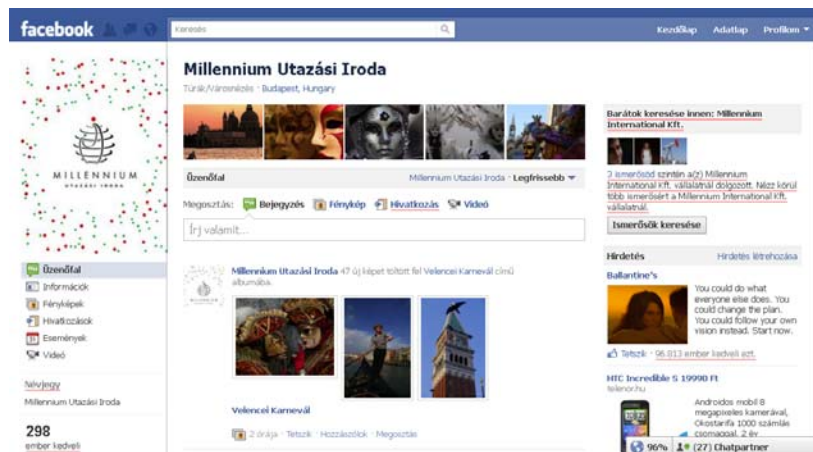 facebook
Keresés
Kezdőlap Adatlap Profilom
Millennium Utazási Iroda
Túrák/Városnézés · Budapest, Hungary
MILLENNIUM
UTAZÁSI IRODA
Üzenőfal
Millennium Utazási Iroda · Legfrissebb
Megosztás: Bejegyzés Fénykép Hivatkozás Videó
Írj valamit...
Millennium Utazási Iroda 47 új képet töltött fel Velencei Karnevál című
albumába.
Velencei Karnevál
2 órája · Tetszik · Hozzászólok · Megosztás
Üzenőfal
Információk
Fényképek
Hivatkozások
Események
Videó
Névjegy
Millennium Utazási Iroda
298
ember kedveli
Barátok keresése innen: Millennium
International Kft.
3 ismerősöd szintén a(z) Millennium
International Kft. vállalatnál dolgozott. Nézz körül
több ismerősért a Millennium International Kft.
vállalatnál.
Ismerősök keresése
Hirdetés Hirdetés létrehozása
Ballantine's
You could do what
everyone else does. You
could change the plan.
You could follow your own
vision instead. Start now.
Tetszik · 96.813 ember kedveli ezt.
HTC Incredible S 19990 Ft
telenor.hu
Androidos mobil 8
megapixeles kamerával,
Okostarifa 1000 számlás
csomaggal, 2 év
96% (27) Chatpartner